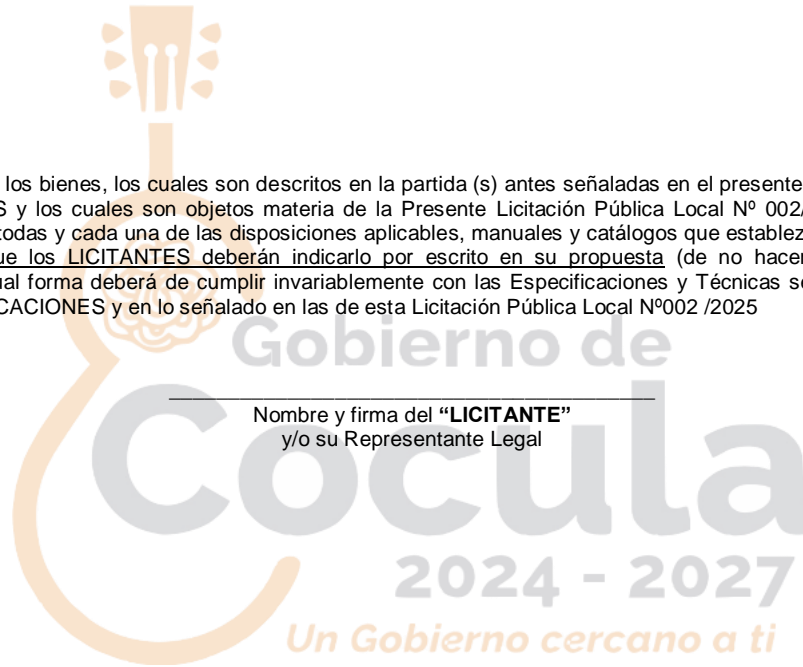 los bienes, los cuales son descritos en la partida (s) antes señaladas en el presente
S y los cuales son objetos materia de la Presente Licitación Pública Local Nº 002/
todas y cada una de las disposiciones aplicables, manuales y catálogos que establez
ue los LICITANTES deberán indicarlo por escrito en su propuesta (de no hacer
ual forma deberá de cumplir invariablemente con las Especificaciones y Técnicas se
CACIONES y en lo señalado en las de esta Licitación Pública Local Nº002 /2025
Gobierno de
Nombre y firma del “LICITANTE”
y/o su Representante Legal
Cocula
2024 - 2027
Un Gobierno cercano a ti